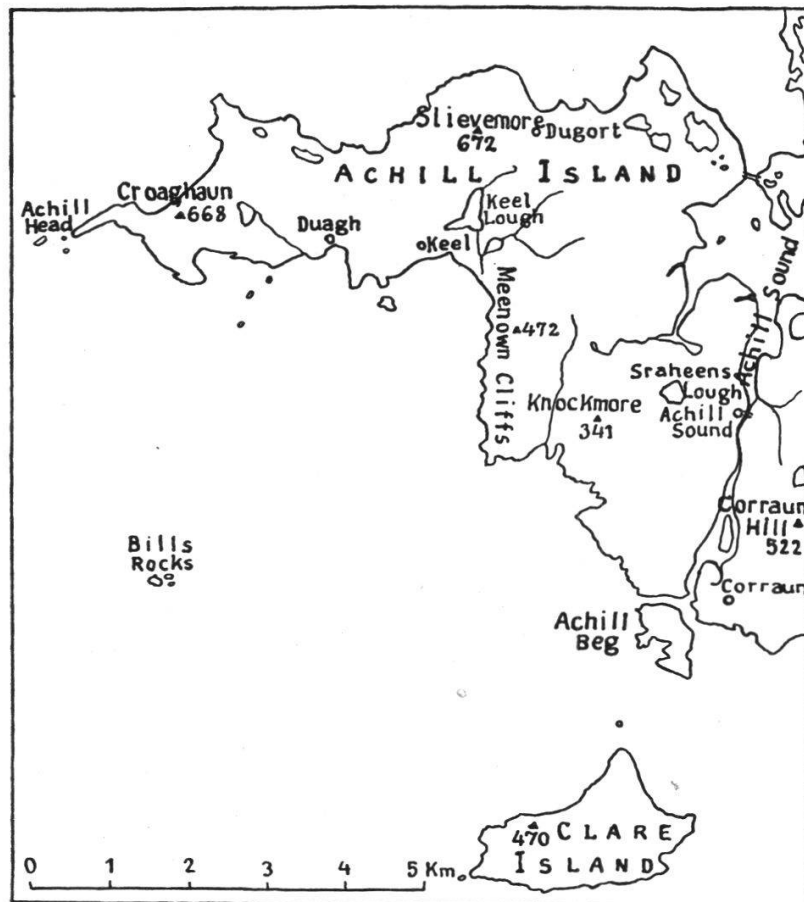 Slievemore
672
Dugort
ACHILL ISLAND
Croaghaun
668
Achill
Head
Keel
Lough
Duagh
Keel
Achill Sound
Meenown Cliffs
472
Sraheens
Lough
Knockmore
341
Achill
Sound
Corraun
Hill
522
Bills
Rocks
Corraun
Achill
Beg
470
CLARE
ISLAND
0 1 2 3 4 5 Km